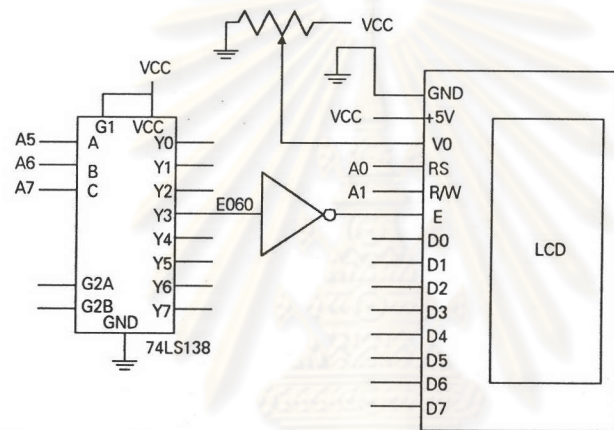 VCC
VCC
G1 VCC
A5 A Y0
A6 B Y1
A7 C Y2
Y3 E060
Y4
Y5
G2A Y6
G2B Y7
GND
74LS138
GND
VCC +5V
V0
A0 RS
A1 R/W
E
D0
D1
D2
D3
D4
D5
D6
D7
LCD